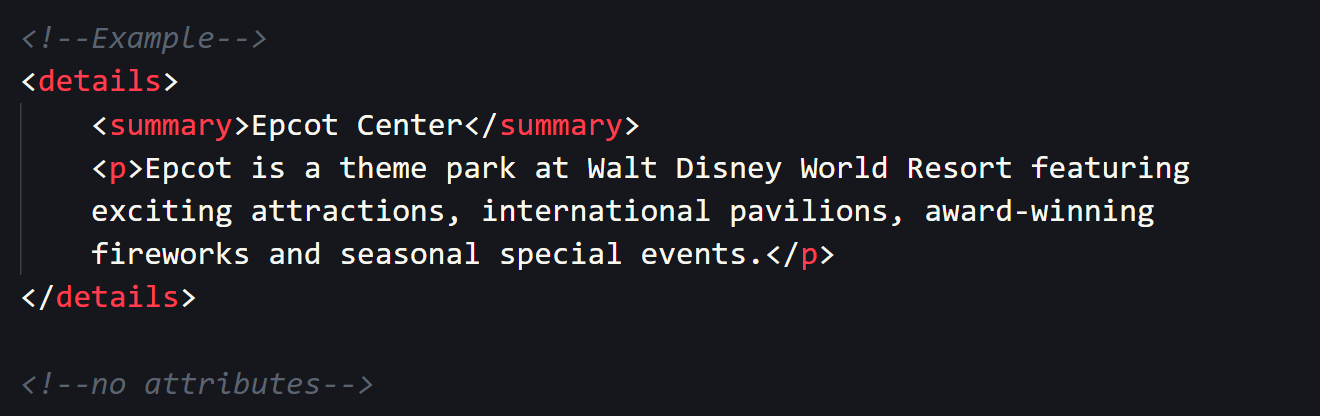 <!--Example-->
<details>
<summary>Epcot Center</summary>
<p>Epcot is a theme park at Walt Disney World Resort featuring
exciting attractions, international pavilions, award-winning
fireworks and seasonal special events.</p>
</details>
<!--no attributes-->